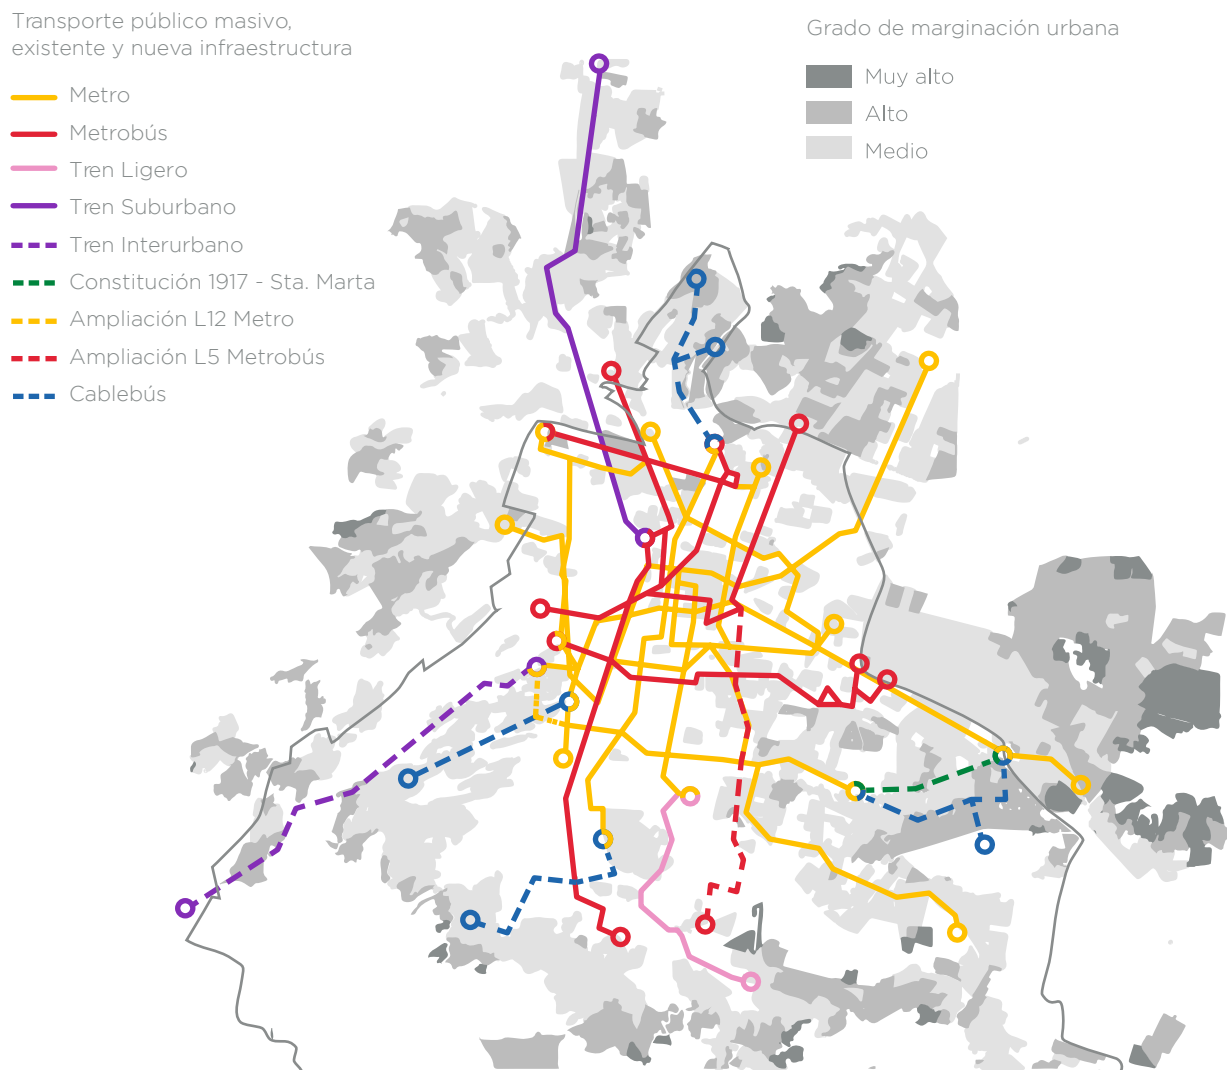 Transporte público masivo,
existente y nueva infraestructura
Metro
Metrobús
Tren Ligero
Tren Suburbano
Tren Interurbano
Constitución 1917 - Sta. Marta
Ampliación L12 Metro
Ampliación L5 Metrobús
Cablebús
Grado de marginación urbana
Muy alto
Alto
Medio